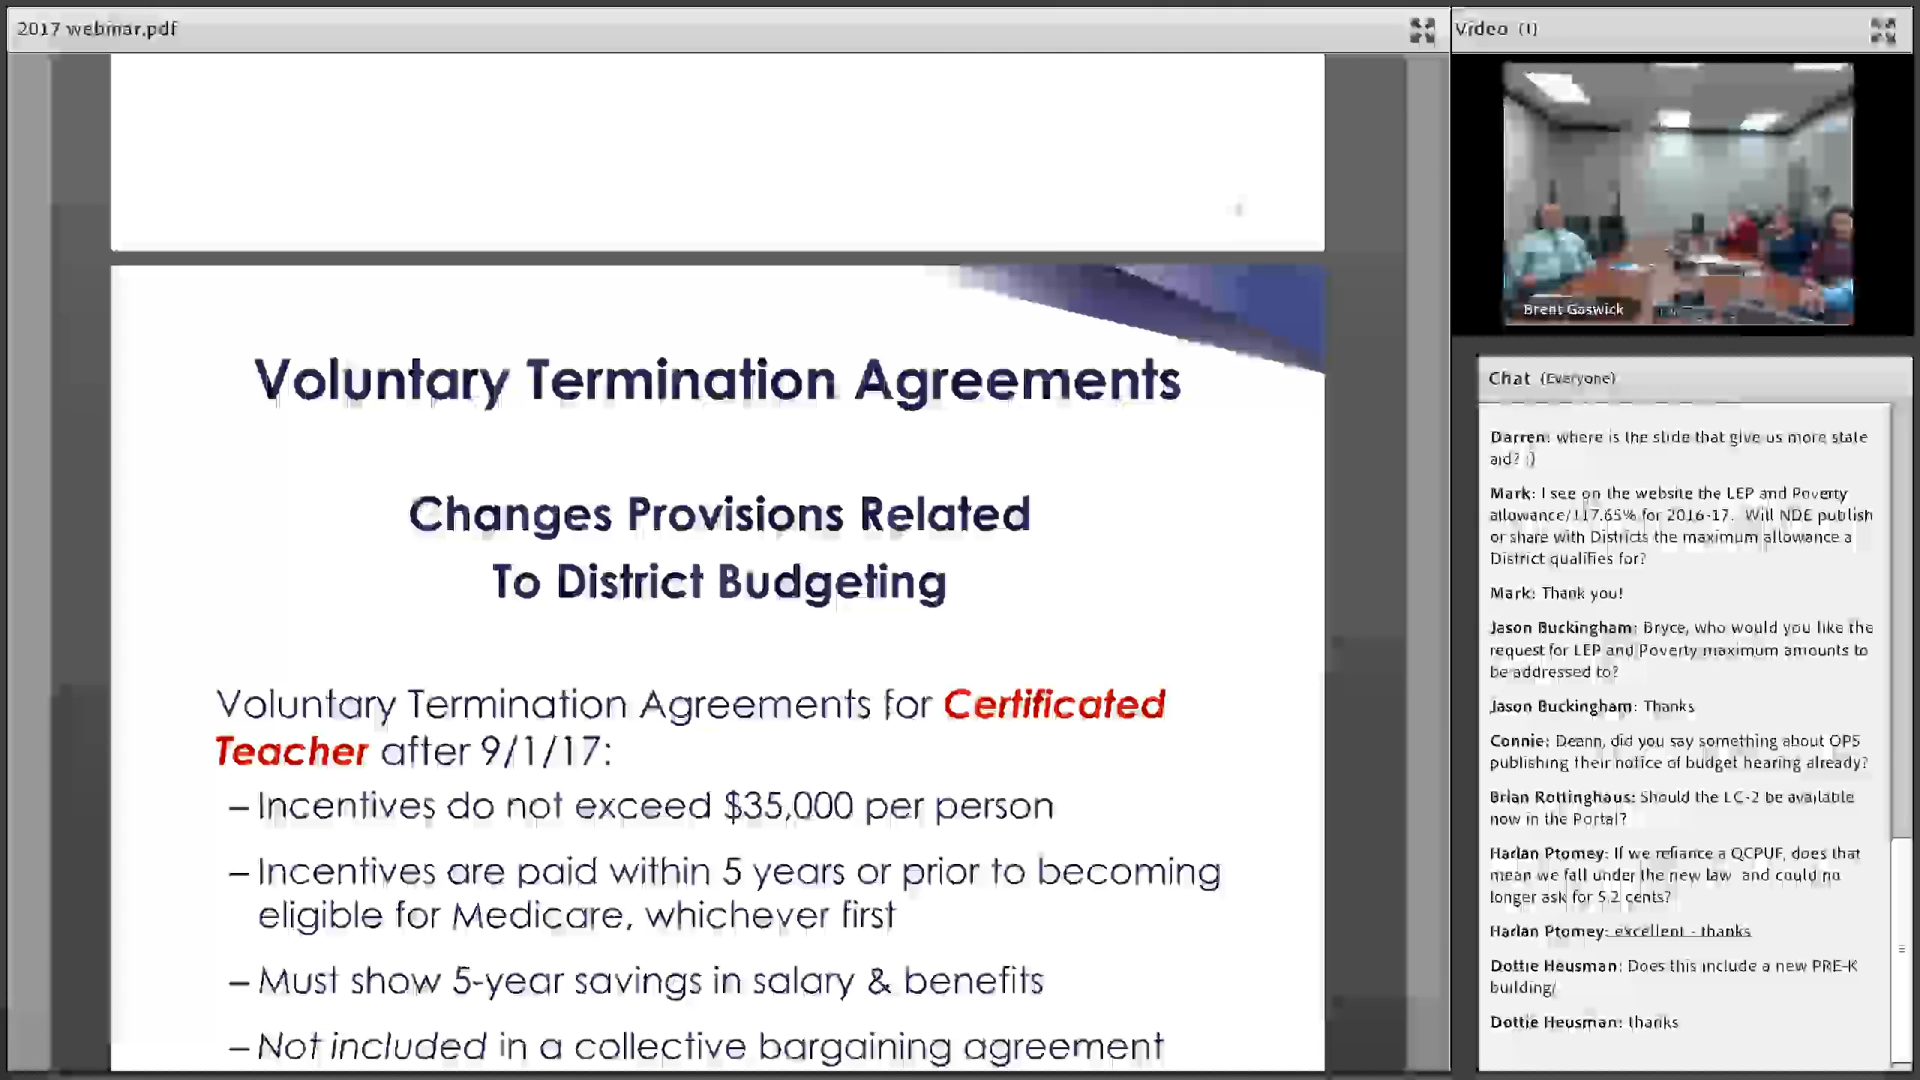 2017 webinar.pdf
Voluntary Termination Agreements
Changes Provisions Related
To District Budgeting
Voluntary Termination Agreements for Certificated
Teacher after 9/1/17:
– Incentives do not exceed $35,000 per person
– Incentives are paid within 5 years or prior to becoming
eligible for Medicare, whichever first
– Must show 5-year savings in salary & benefits
– Not included in a collective bargaining agreement
Video (1)
Brent Gaswick
Chat (Everyone)
Darren: where is the slide that give us more state
aid? :)
Mark: I see on the website the LEP and Poverty
allowance/117.65% for 2016-17. Will NDE publish
or share with Districts the maximum allowance a
District qualifies for?
Mark: Thank you!
Jason Buckingham: Bryce, who would you like the
request for LEP and Poverty maximum amounts to
be addressed to?
Jason Buckingham: Thanks
Connie: Deann, did you say something about OPS
publishing their notice of budget hearing already?
Brian Rottinghaus: Should the LC-2 be available
now in the Portal?
Harlan Ptomey: If we refiance a QCPUF, does that
mean we fall under the new law and could no
longer ask for 5.2 cents?
Harlan Ptomey: excellent - thanks
Dottie Heusman: Does this include a new PRE-K
building/
Dottie Heusman: thanks